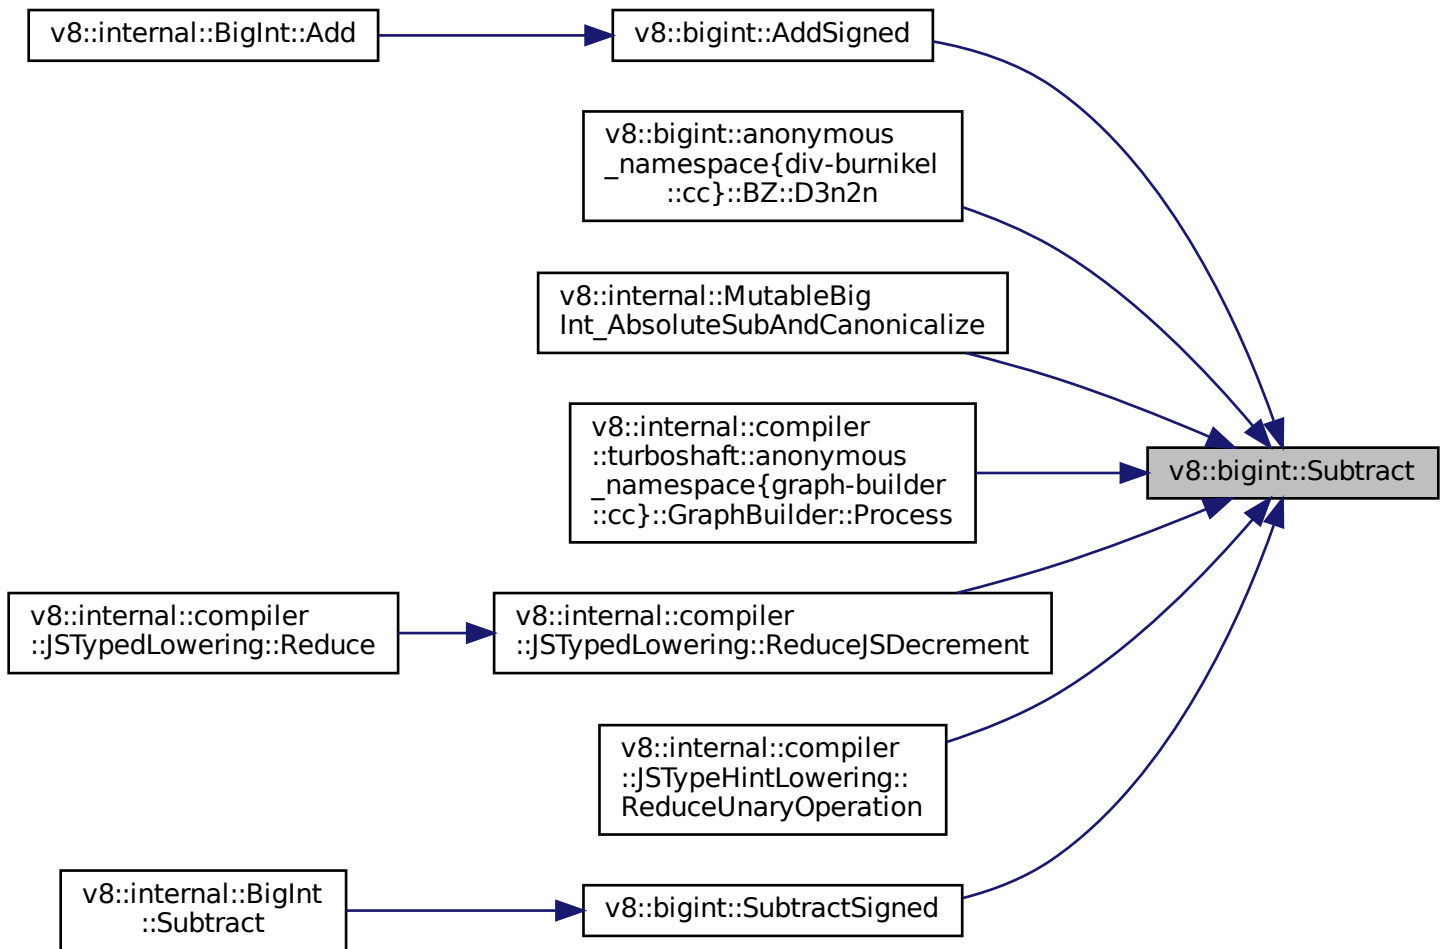 v8::internal::BigInt::Add
v8::bigint::AddSigned
v8::bigint::anonymous
_namespace{div-burnikel
::cc}::BZ::D3n2n
v8::internal::MutableBig
Int_AbsoluteSubAndCanonicalize
v8::internal::compiler
::turboshaft::anonymous
_namespace{graph-builder
::cc}::GraphBuilder::Process
v8::bigint::Subtract
v8::internal::compiler
::JSTypedLowering::Reduce
v8::internal::compiler
::JSTypedLowering::ReduceJSDecrement
v8::internal::compiler
::JSTypeHintLowering::
ReduceUnaryOperation
v8::internal::BigInt
::Subtract
v8::bigint::SubtractSigned